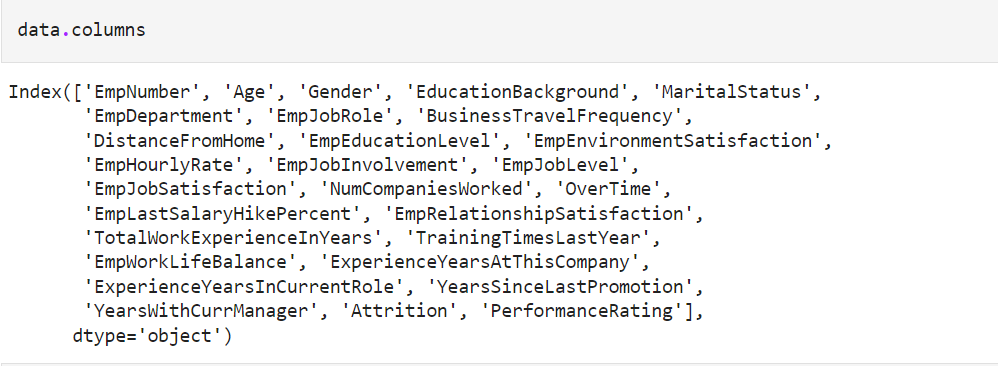 data.columns
Index(['EmpNumber', 'Age', 'Gender', 'EducationBackground', 'MaritalStatus',
'EmpDepartment', 'EmpJobRole', 'BusinessTravelFrequency',
'DistanceFromHome', 'EmpEducationLevel', 'EmpEnvironmentSatisfaction',
'EmpHourlyRate', 'EmpJobInvolvement', 'EmpJobLevel',
'EmpJobSatisfaction', 'NumCompaniesWorked', 'OverTime',
'EmpLastSalaryHikePercent', 'EmpRelationshipSatisfaction',
'TotalWorkExperienceInYears', 'TrainingTimesLastYear',
'EmpWorkLifeBalance', 'ExperienceYearsAtThisCompany',
'ExperienceYearsInCurrentRole', 'YearsSinceLastPromotion',
'YearsWithCurrManager', 'Attrition', 'PerformanceRating'],
dtype='object')